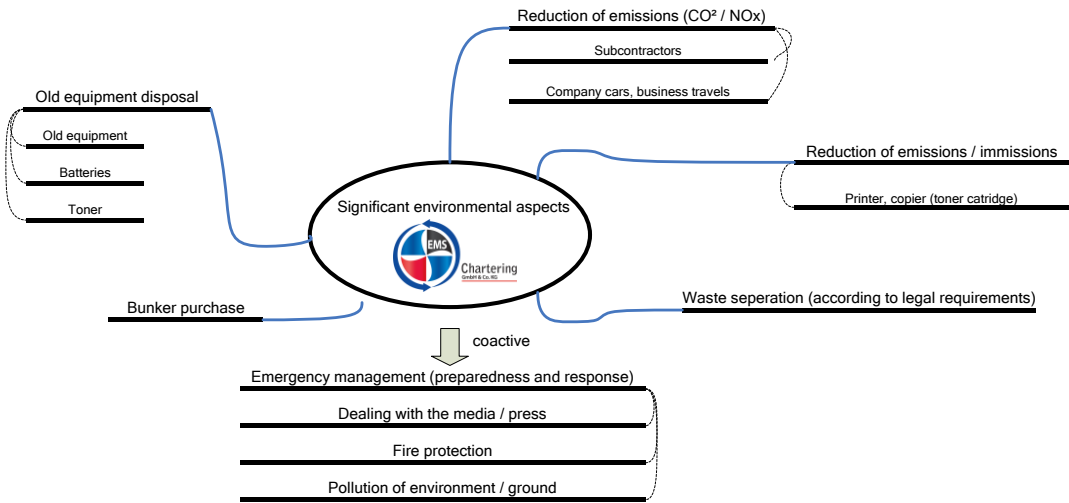 Reduction of emissions (CO² / NOx)
Subcontractors
Company cars, business travels
Old equipment disposal
Old equipment
Batteries
Toner
Reduction of emissions / immissions
Printer, copier (toner catridge)
Significant environmental aspects
EMS
Chartering
GmbH & Co. KG.
Bunker purchase
Waste seperation (according to legal requirements)
coactive
Emergency management (preparedness and response)
Dealing with the media / press
Fire protection
Pollution of environment / ground